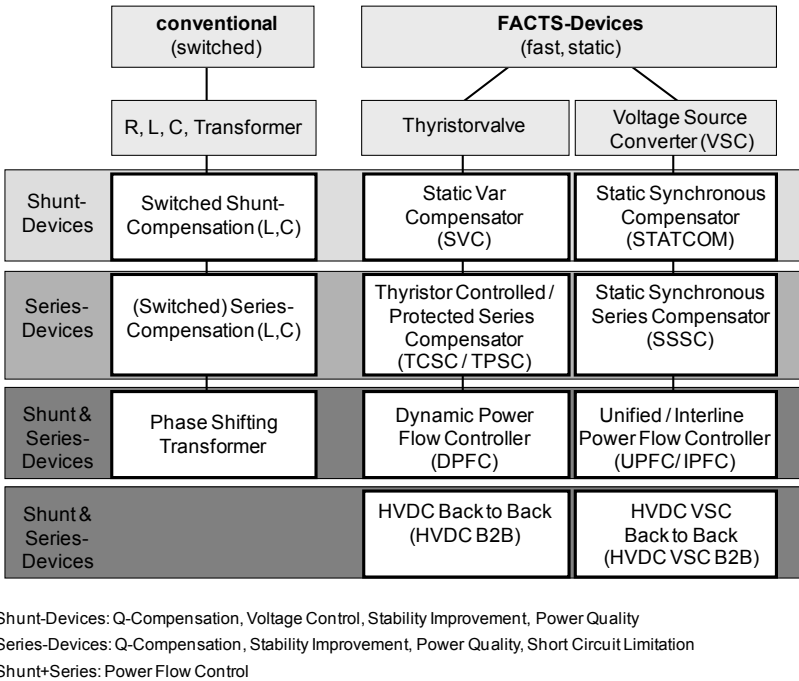 conventional
(switched)
FACTS-Devices
(fast, static)
R, L, C, Transformer
Thyristorvalve
Voltage Source
Converter (VSC)
Shunt-
Devices
Switched Shunt-
Compensation (L,C)
Static Var
Compensator
(SVC)
Static Synchronous
Compensator
(STATCOM)
Series-
Devices
(Switched) Series-
Compensation (L,C)
Thyristor Controlled /
Protected Series
Compensator
(TCSC / TPSC)
Static Synchronous
Series Compensator
(SSSC)
Shunt &
Series-
Devices
Phase Shifting
Transformer
Dynamic Power
Flow Controller
(DPFC)
Unified / Interline
Power Flow Controller
(UPFC/ IPFC)
Shunt &
Series-
Devices
HVDC Back to Back
(HVDC B2B)
HVDC VSC
Back to Back
(HVDC VSC B2B)
Shunt-Devices: Q-Compensation, Voltage Control, Stability Improvement, Power Quality
Series-Devices: Q-Compensation, Stability Improvement, Power Quality, Short Circuit Limitation
Shunt+Series: Power Flow Control